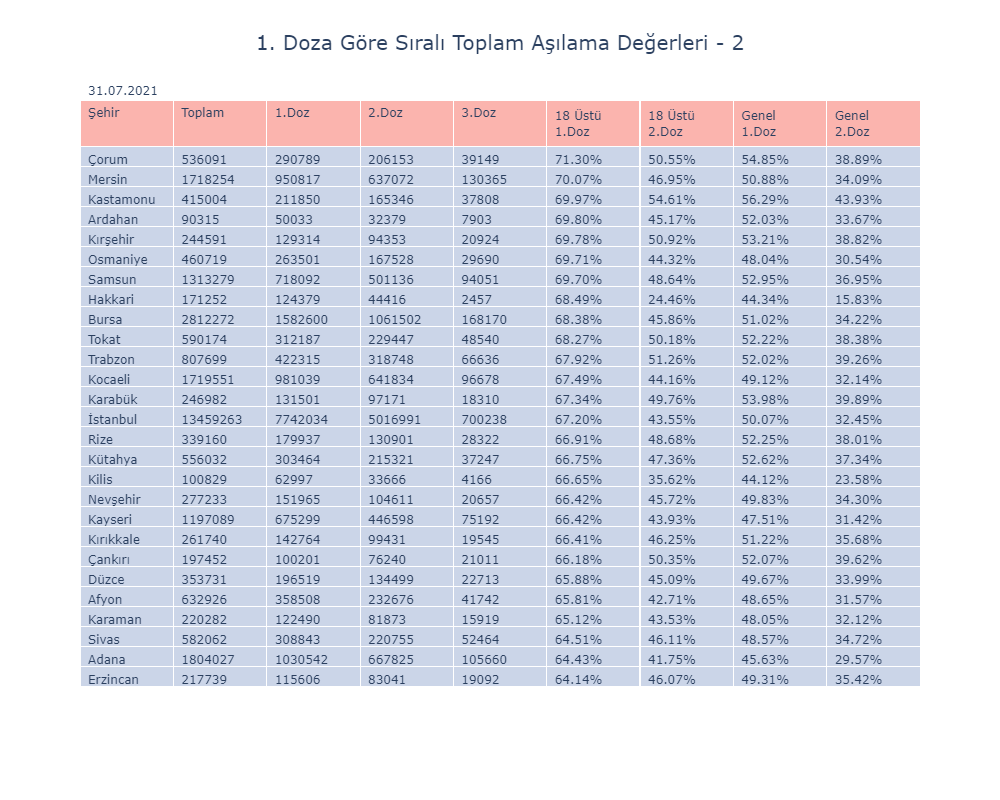 1. Doza Göre Sıralı Toplam Aşılama Değerleri - 2
31.07.2021
Şehir Toplam 1.Doz 2.Doz 3.Doz 18 Üstü 1.Doz 18 Üstü 2.Doz Genel 1.Doz Genel 2.Doz
Çorum 536091 290789 206153 39149 71.30% 50.55% 54.85% 38.89%
Mersin 1718254 950817 637072 130365 70.07% 46.95% 50.88% 34.09%
Kastamonu 415004 211850 165346 37808 69.97% 54.61% 56.29% 43.93%
Ardahan 90315 50033 32379 7903 69.80% 45.17% 52.03% 33.67%
Kırşehir 244591 129314 94353 20924 69.78% 50.92% 53.21% 38.82%
Osmaniye 460719 263501 167528 29690 69.71% 44.32% 48.04% 30.54%
Samsun 1313279 718092 501136 94051 69.70% 48.64% 52.95% 36.95%
Hakkari 171252 124379 44416 2457 68.49% 24.46% 44.34% 15.83%
Bursa 2812272 1582600 1061502 168170 68.38% 45.86% 51.02% 34.22%
Tokat 590174 312187 229447 48540 68.27% 50.18% 52.22% 38.38%
Trabzon 807699 422315 318748 66636 67.92% 51.26% 52.02% 39.26%
Kocaeli 1719551 981039 641834 96678 67.49% 44.16% 49.12% 32.14%
Karabük 246982 131501 97171 18310 67.34% 49.76% 53.98% 39.89%
İstanbul 13459263 7742034 5016991 700238 67.20% 43.55% 50.07% 32.45%
Rize 339160 179937 130901 28322 66.91% 48.68% 52.25% 38.01%
Kütahya 556032 303464 215321 37247 66.75% 47.36% 52.62% 37.34%
Kilis 100829 62997 33666 4166 66.65% 35.62% 44.12% 23.58%
Nevşehir 277233 151965 104611 20657 66.42% 45.72% 49.83% 34.30%
Kayseri 1197089 675299 446598 75192 66.42% 43.93% 47.51% 31.42%
Kırıkkale 261740 142764 99431 19545 66.41% 46.25% 51.22% 35.68%
Çankırı 197452 100201 76240 21011 66.18% 50.35% 52.07% 39.62%
Düzce 353731 196519 134499 22713 65.88% 45.09% 49.67% 33.99%
Afyon 632926 358508 232676 41742 65.81% 42.71% 48.65% 31.57%
Karaman 220282 122490 81873 15919 65.12% 43.53% 48.05% 32.12%
Sivas 582062 308843 220755 52464 64.51% 46.11% 48.57% 34.72%
Adana 1804027 1030542 667825 105660 64.43% 41.75% 45.63% 29.57%
Erzincan 217739 115606 83041 19092 64.14% 46.07% 49.31% 35.42%